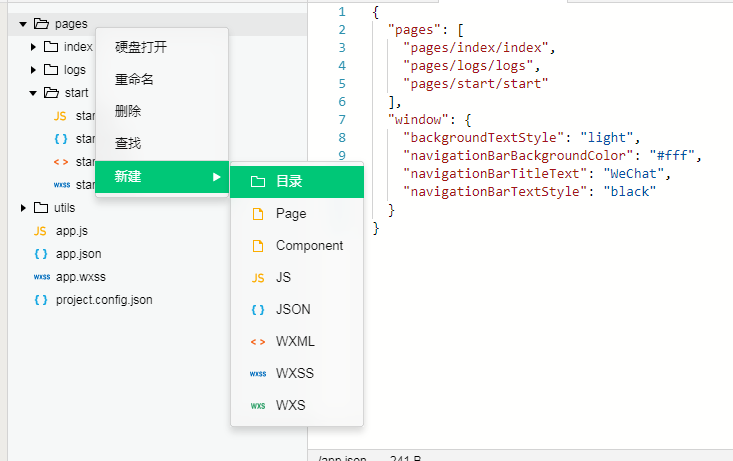 pages
index
logs
start
JS star
{ } star
< > star
wxss star
utils
JS app.js
{ } app.json
wxss app.wxss
{ } project.config.json
硬盘打开
重命名
删除
查找
新建
目录
Page
Component
JS JS
{ } JSON
< > WXML
wxss WXSS
wxs WXS
1 {
2 "pages": [
3 "pages/index/index",
4 "pages/logs/logs",
5 "pages/start/start"
6 ],
7 "window": {
8 "backgroundTextStyle": "light",
9 "navigationBarBackgroundColor": "#fff",
"navigationBarTitleText": "WeChat",
"navigationBarTextStyle": "black"
}
}
/app.json 241 B